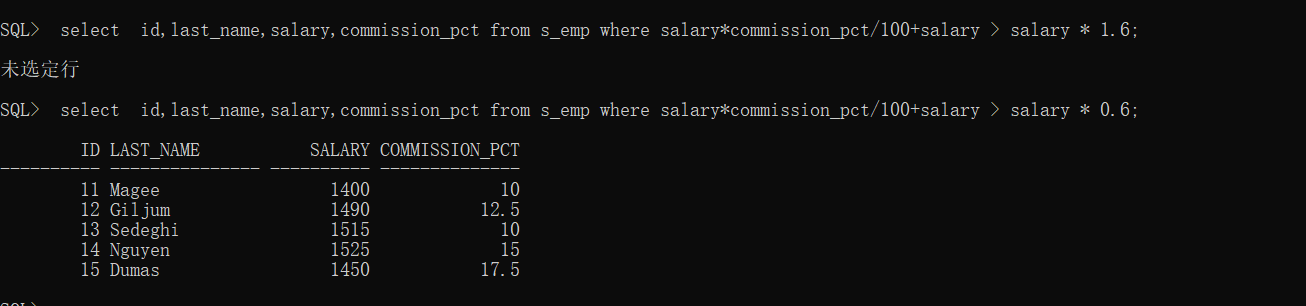 SQL>  select  id,last_name,salary,commission_pct from s_emp where salary*commission_pct/100+salary > salary * 1.6;
未选定行
SQL>  select  id,last_name,salary,commission_pct from s_emp where salary*commission_pct/100+salary > salary * 0.6;
        ID LAST_NAME           SALARY COMMISSION_PCT
---------- --------------- ---------- --------------
        11 Magee                 1400             10
        12 Giljum                1490           12.5
        13 Sedeghi               1515             10
        14 Nguyen                1525             15
        15 Dumas                 1450           17.5
SQL>